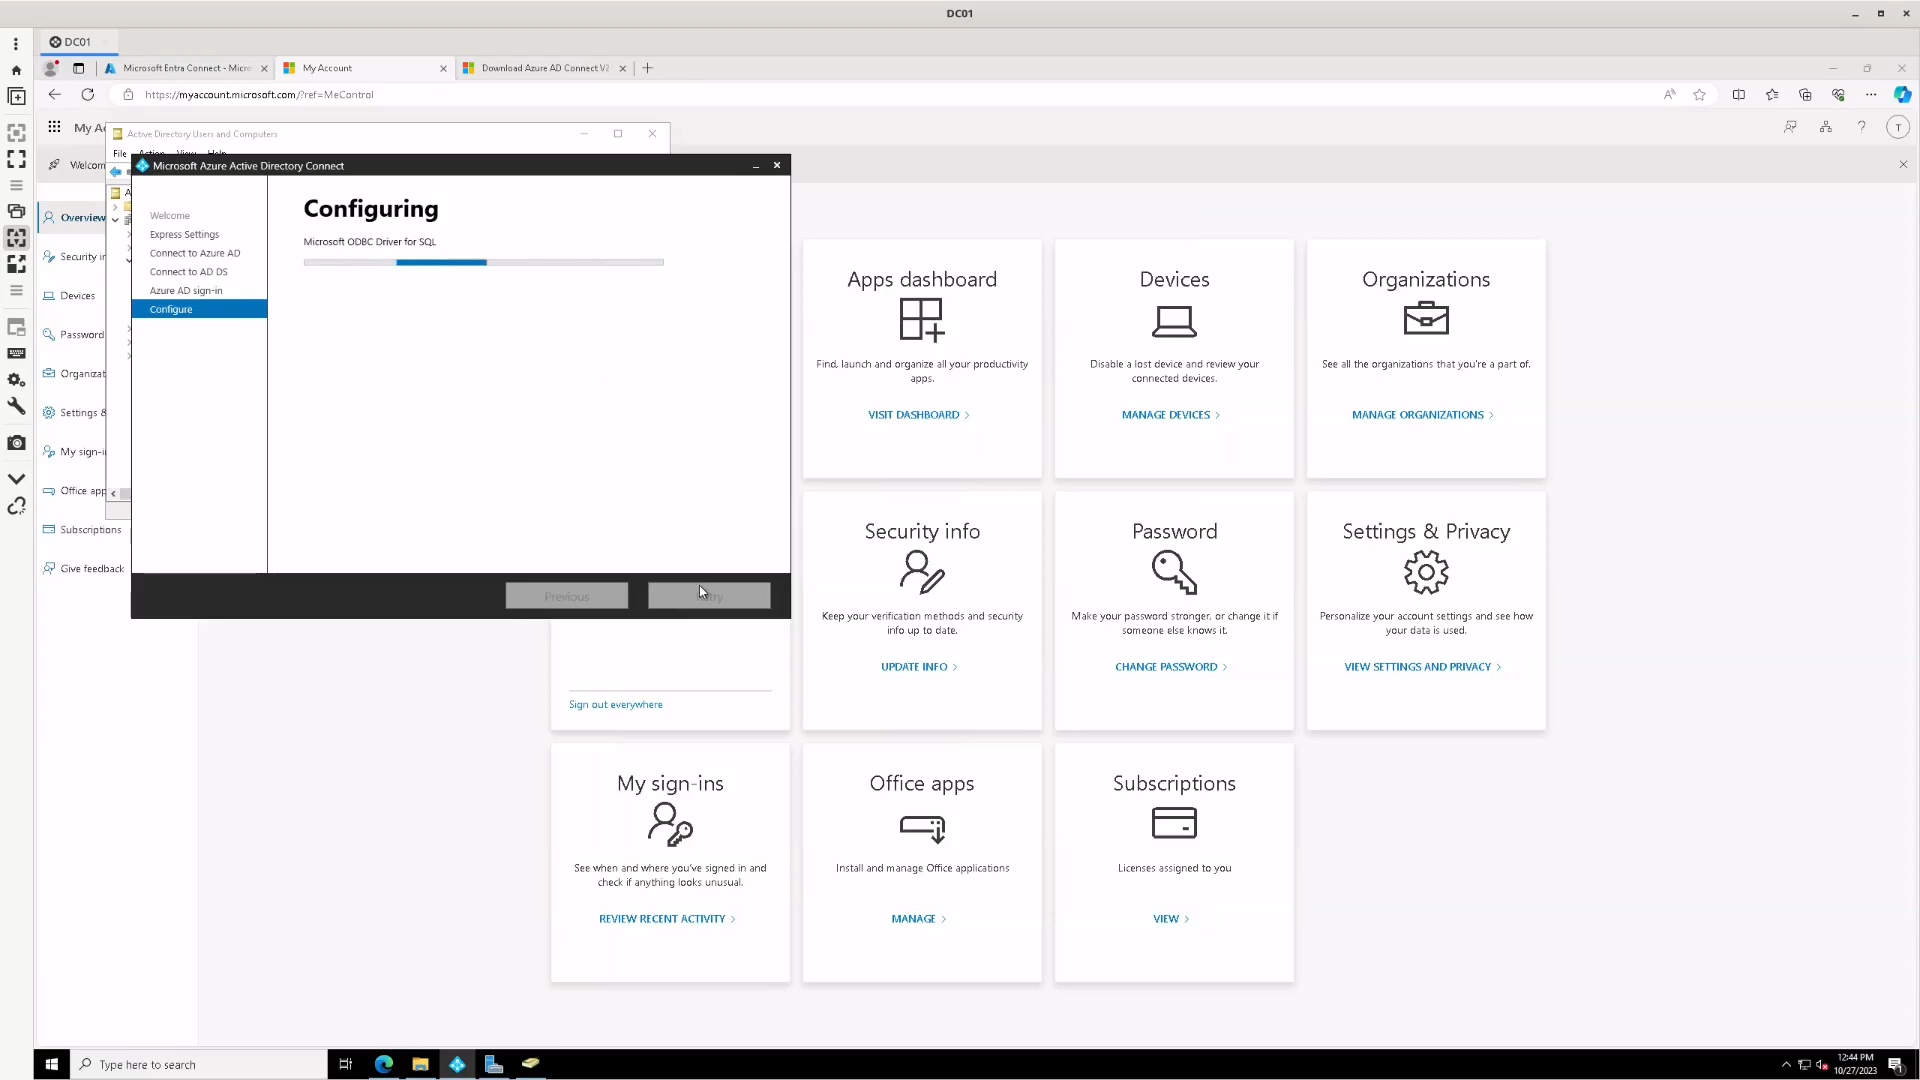 DC01
DC01
Microsoft Entra Connect - Micro
My Account
Download Azure AD Connect V2
https://myaccount.microsoft.com/?ref=MeControl
My Ac
T
Active Directory Users and Computers
File Action View Help
Welcom
Microsoft Azure Active Directory Connect
Welcome
Express Settings
Connect to Azure AD
Connect to AD DS
Azure AD sign-in
Configure
Configuring
Microsoft ODBC Driver for SQL
Previous
Overview
Security in
Devices
Password
Organizat
Settings &
My sign-i
Office app
Subscriptions
Give feedback
Apps dashboard
Find, launch and organize all your productivity
apps.
VISIT DASHBOARD >
Devices
Disable a lost device and review your
connected devices.
MANAGE DEVICES >
Organizations
See all the organizations that you're a part of.
MANAGE ORGANIZATIONS >
Security info
Keep your verification methods and security
info up to date.
UPDATE INFO >
Password
Make your password stronger, or change it if
someone else knows it.
CHANGE PASSWORD >
Settings & Privacy
Personalize your account settings and see how
your data is used.
VIEW SETTINGS AND PRIVACY >
Sign out everywhere
My sign-ins
See when and where you've signed in and
check if anything looks unusual.
REVIEW RECENT ACTIVITY >
Office apps
Install and manage Office applications
MANAGE >
Subscriptions
Licenses assigned to you
VIEW >
Type here to search
12:44 PM
10/27/2023
1